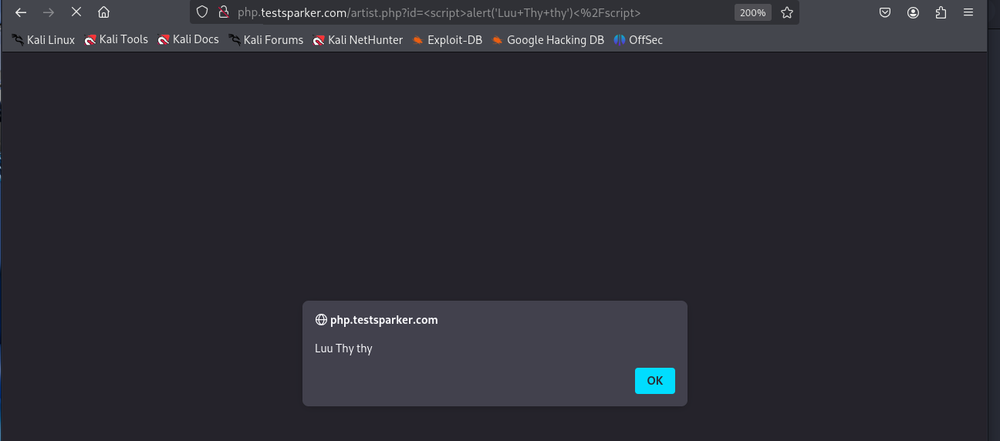 php.testsparker.com/artist.php?id=<script>alert('Luu+Thy+thy')<%2Fscript> 200%
Kali Linux Kali Tools Kali Docs Kali Forums Kali NetHunter Exploit-DB Google Hacking DB OffSec
php.testsparker.com
Luu Thy thy
OK